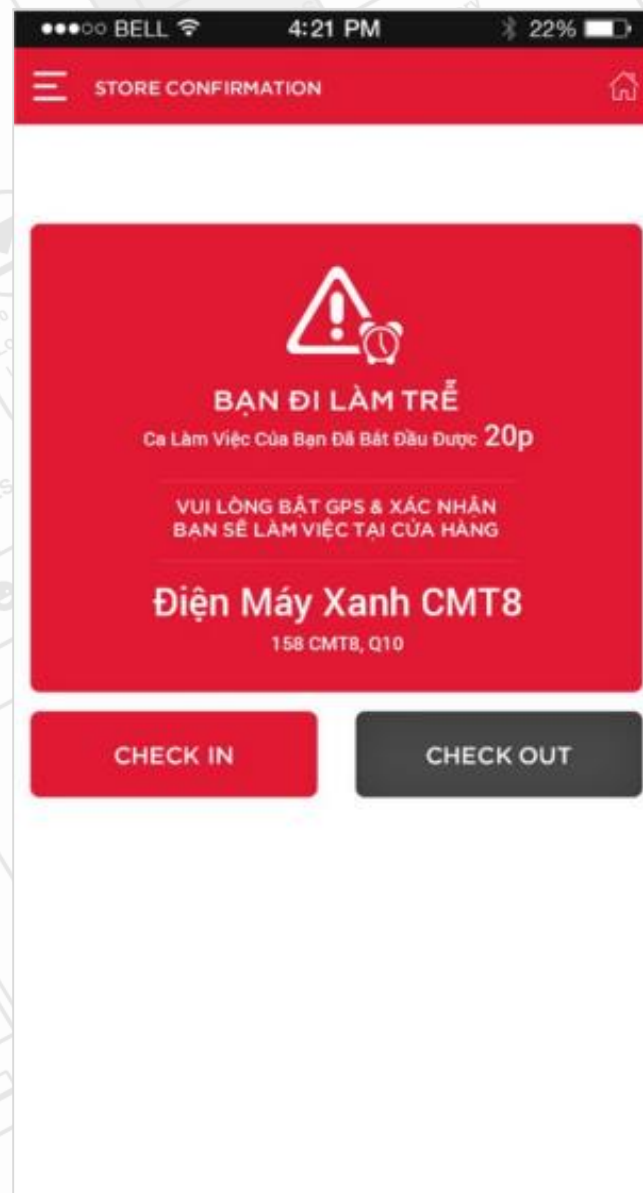 BELL 4:21 PM 22%
STORE CONFIRMATION
BẠN ĐI LÀM TRỄ
Ca Làm Việc Của Bạn Đã Bắt Đầu Được 20p
VUI LÒNG BẬT GPS & XÁC NHẬN
BẠN SẼ LÀM VIỆC TẠI CỬA HÀNG
Điện Máy Xanh CMT8
158 CMT8, Q10
CHECK IN CHECK OUT